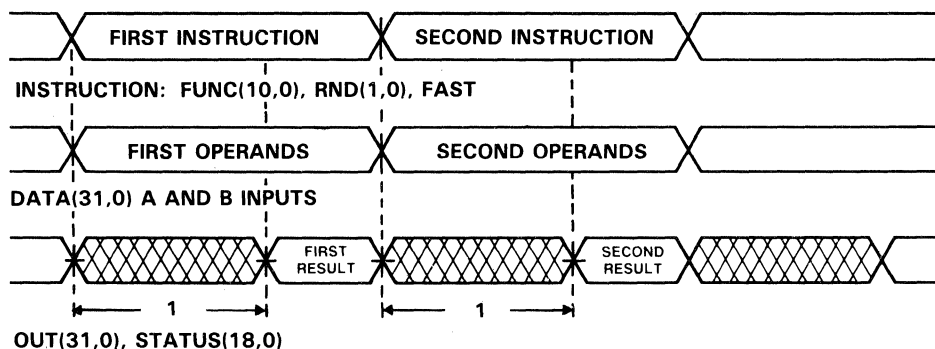 FIRST INSTRUCTION SECOND INSTRUCTION
INSTRUCTION: FUNC(10,0), RND(1,0), FAST
FIRST OPERANDS SECOND OPERANDS
DATA(31,0) A AND B INPUTS
FIRST RESULT SECOND RESULT
1 1
OUT(31,0), STATUS(18,0)